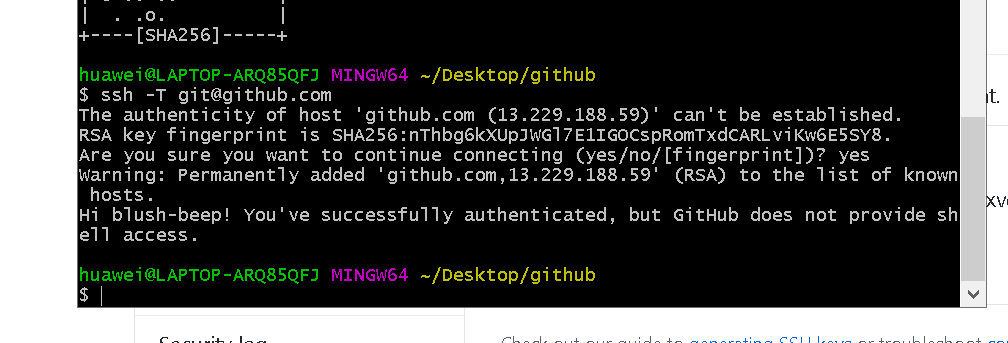 | . .o. |
+----[SHA256]-----+
huawei@LAPTOP-ARQ85QFJ MINGW64 ~/Desktop/github
$ ssh -T git@github.com
The authenticity of host 'github.com (13.229.188.59)' can't be established.
RSA key fingerprint is SHA256:nThbg6kXUpJWGl7E1IGOCspRomTxdCARLviKw6E5SY8.
Are you sure you want to continue connecting (yes/no/[fingerprint])? yes
Warning: Permanently added 'github.com,13.229.188.59' (RSA) to the list of known
hosts.
Hi blush-beep! You've successfully authenticated, but GitHub does not provide sh
ell access.
huawei@LAPTOP-ARQ85QFJ MINGW64 ~/Desktop/github
$
Security log
Check out our guide to generating SSH keys or troubleshoot